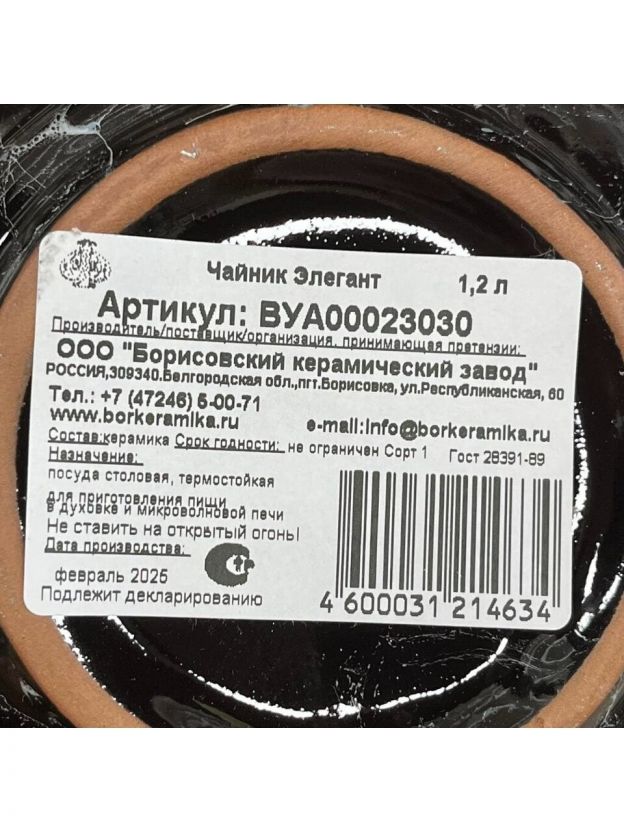 Чайник Элегант 1,2 л
Артикул: ВУА00023030
Производитель/поставщик/организация, принимающая претензии:
ООО "Борисовский керамический завод"
РОССИЯ,309340.Белгородская обл.,пгт.Борисовка, ул.Республиканская, 60
Тел.: +7 (47246) 5-00-71
www.borkeramika.ru e-mail:info@borkeramika.ru
Состав:керамика Срок годности: не ограничен Сорт 1 Гост 28391-89
Назначение:
посуда столовая, термостойкая
для приготовления пищи
в духовке и микроволновой печи
Не ставить на открытый огонь!
Дата производства:
февраль 2025
Подлежит декларированию
4 600031 214634